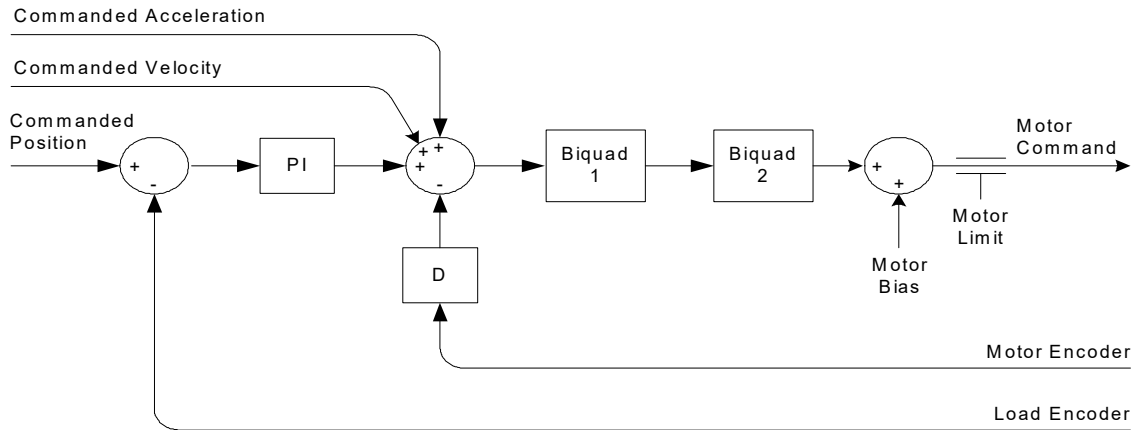 Commanded Acceleration
Commanded Velocity
Commanded
Position
+
-
PI
+
+
+
-
D
Biquad
1
Biquad
2
+
+
Motor
Bias
Motor
Command
Motor
Limit
Motor Encoder
Load Encoder